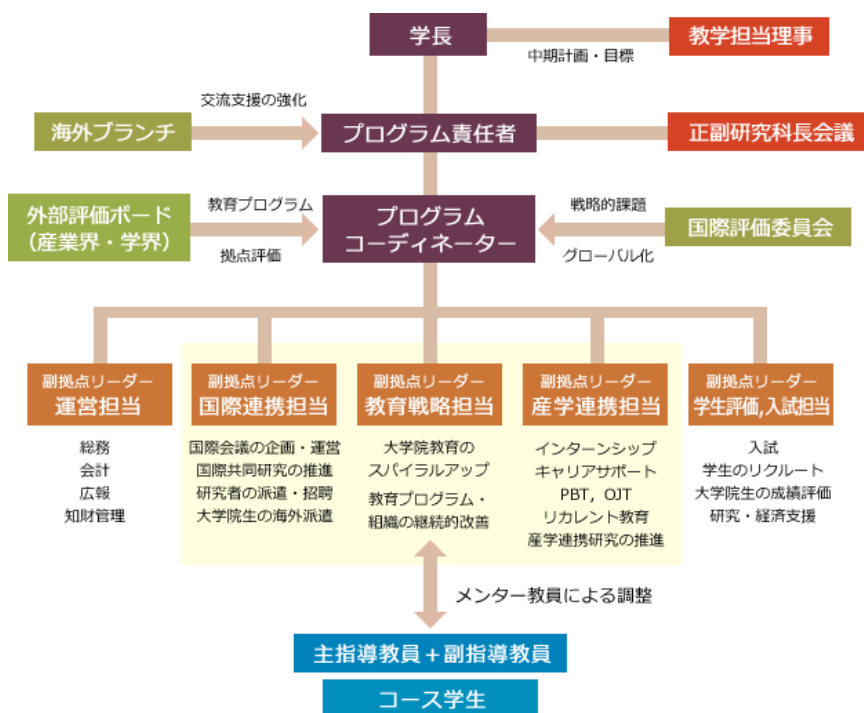 学長
教学担当理事
中期計画・目標
交流支援の強化
海外ブランチ
プログラム責任者
正副研究科長会議
外部評価ボード
(産業界・学界)
教育プログラム
拠点評価
プログラム
コーディネーター
戦略的課題
グローバル化
国際評価委員会
副拠点リーダー
運営担当
総務
会計
広報
知財管理
副拠点リーダー
国際連携担当
国際会議の企画・運営
国際共同研究の推進
研究者の派遣・招聘
大学院生の海外派遣
副拠点リーダー
教育戦略担当
大学院教育の
スパイラルアップ
教育プログラム・
組織の継続的改善
副拠点リーダー
産学連携担当
インターンシップ
キャリアサポート
PBT, OJT
リカレント教育
産学連携研究の推進
副拠点リーダー
学生評価,入試担当
入試
学生のリクルート
大学院生の成績評価
研究・経済支援
メンター教員による調整
主指導教員+副指導教員
コース学生